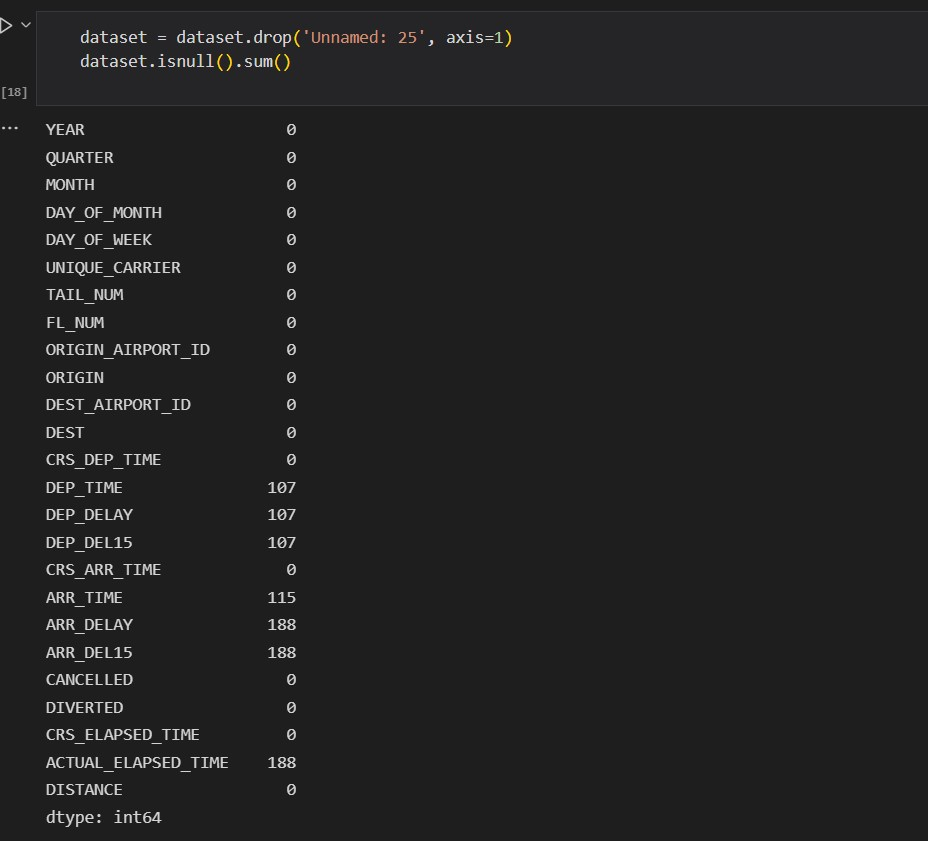 dataset = dataset.drop('Unnamed: 25', axis=1)
dataset.isnull().sum()
[18]
... YEAR 0
QUARTER 0
MONTH 0
DAY_OF_MONTH 0
DAY_OF_WEEK 0
UNIQUE_CARRIER 0
TAIL_NUM 0
FL_NUM 0
ORIGIN_AIRPORT_ID 0
ORIGIN 0
DEST_AIRPORT_ID 0
DEST 0
CRS_DEP_TIME 0
DEP_TIME 107
DEP_DELAY 107
DEP_DEL15 107
CRS_ARR_TIME 0
ARR_TIME 115
ARR_DELAY 188
ARR_DEL15 188
CANCELLED 0
DIVERTED 0
CRS_ELAPSED_TIME 0
ACTUAL_ELAPSED_TIME 188
DISTANCE 0
dtype: int64